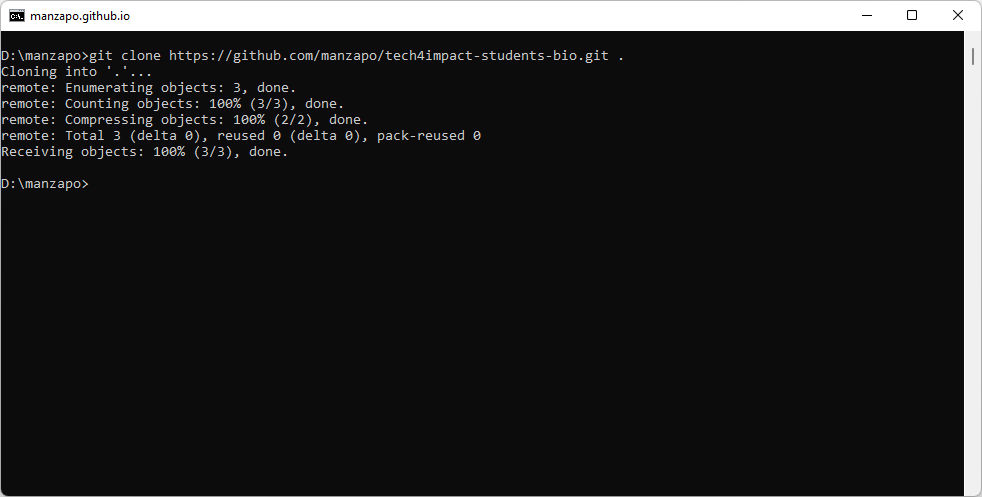 manzapo.github.io
D:\manzapo>git clone https://github.com/manzapo/tech4impact-students-bio.git .
Cloning into '.'...
remote: Enumerating objects: 3, done.
remote: Counting objects: 100% (3/3), done.
remote: Compressing objects: 100% (2/2), done.
remote: Total 3 (delta 0), reused 0 (delta 0), pack-reused 0
Receiving objects: 100% (3/3), done.
D:\manzapo>